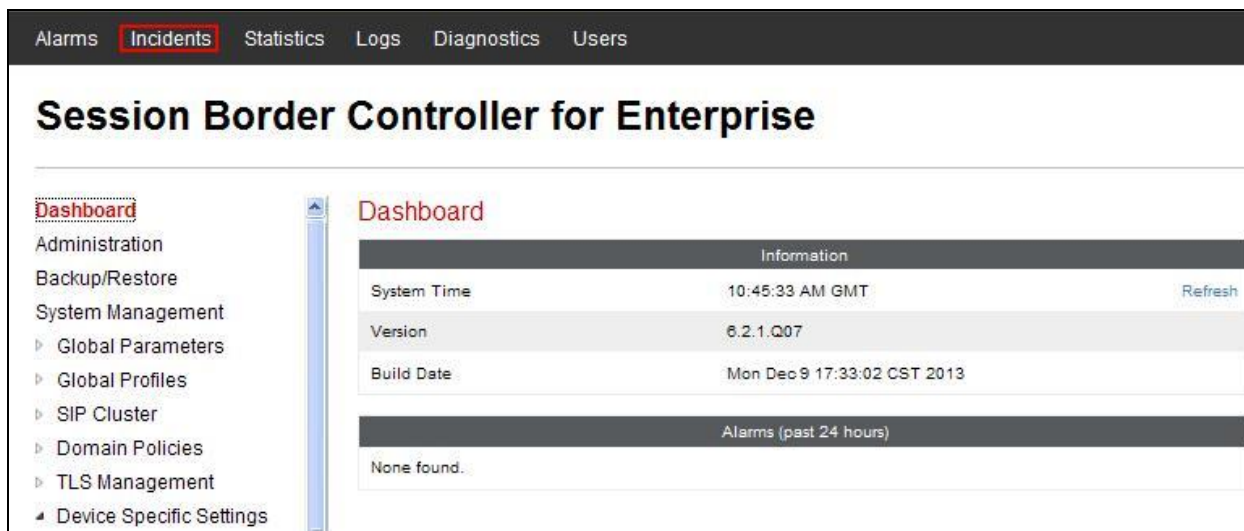 Alarms Incidents Statistics Logs Diagnostics Users
Session Border Controller for Enterprise
Dashboard
Administration
Backup/Restore
System Management
Global Parameters
Global Profiles
SIP Cluster
Domain Policies
TLS Management
Device Specific Settings
Dashboard
Information
System Time 10:45:33 AM GMT Refresh
Version 6.2.1.Q07
Build Date Mon Dec 9 17:33:02 CST 2013
Alarms (past 24 hours)
None found.